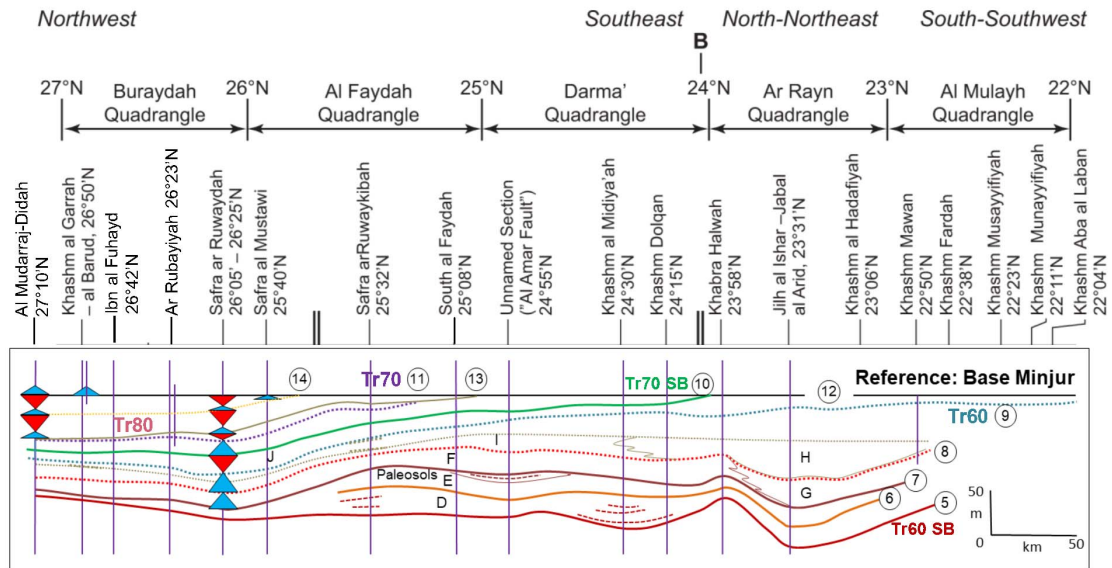 Northwest
Southeast
North-Northeast
South-Southwest
B
27°N
Buraydah
Quadrangle
26°N
Al Faydah
Quadrangle
25°N
Darma'
Quadrangle
24°N
Ar Rayn
Quadrangle
23°N
Al Mulayh
Quadrangle
22°N
Al Mudarraj-Didah
27°10'N
Khashm al Garrah
– al Barud, 26°50'N
Ibn al Fuhayd
26°42'N
Ar Rubayiyah 26°23'N
Safra ar Ruwaydah
26°05' – 26°25'N
Safra al Mustawi
25°40'N
Safra arRuwaykibah
25°32'N
South al Faydah
25°08'N
Unnamed Section
("Al Amar Fault")
24°55'N
Khashm al Midiya'ah
24°30'N
Khashm Dolqan
24°15'N
Khabra Halwah
23°58'N
Jilh al Ishar –Jabal
al Arid, 23°31'N
Khashm al Hadafiyah
23°06'N
Khashm Mawan
22°50'N
Khashm Fardah
22°38'N
Khashm Musayyifiyah
22°23'N
Khashm Munayyifiyah
22°11'N
Khashm Aba al Laban
22°04'N
14
Tr70
11
13
Tr70 SB
10
12
Reference: Base Minjur
Tr60
9
Tr80
J
I
F
H
8
Paleosols
E
D
G
7
6
5
Tr60 SB
50
m
0
km
50